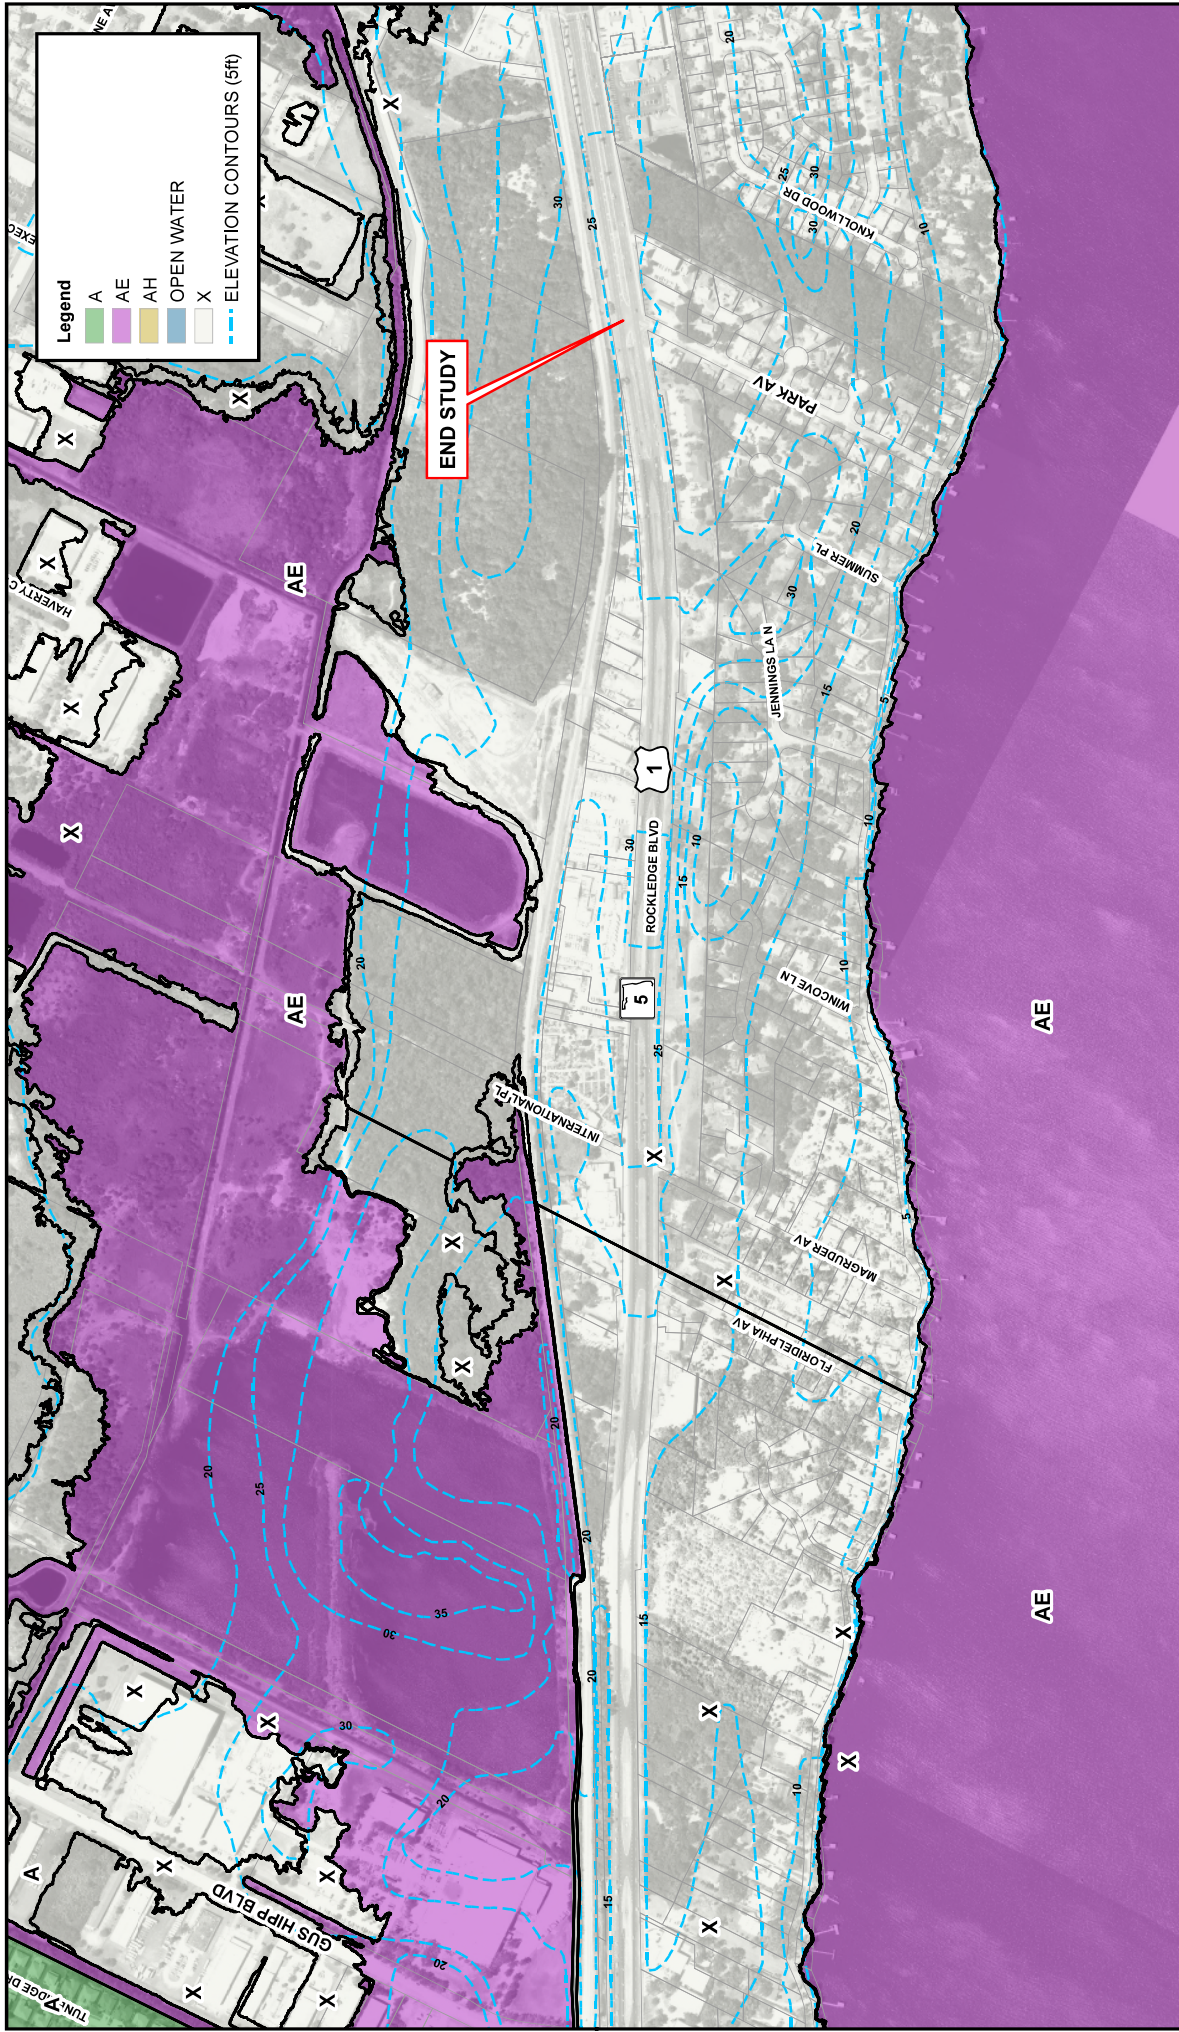 Legend
A
AE
AH
OPEN WATER
X
ELEVATION CONTOURS (5ft)
END STUDY
X
X
X
X
X
X
AE
AE
X
X
X
X
X
X
X
X
X
A
A
X
X
X
X
X
X
X
AE
AE
HAVERTY C
GUS HIPP BLVD
INTERNATIONAL PL
ROCKLEDGE BLVD
1
5
KNOLLWOOD DR
PARK AV
SUMMER PL
JENNINGS LA N
WINCOVE LN
MAGRUDER AV
FLORIDELPHIA AV
20
25
30
30
10
30
25
20
30
15
5
10
30
10
15
10
25
5
20
20
25
20
20
35
30
30
20
20
15
20
15
10